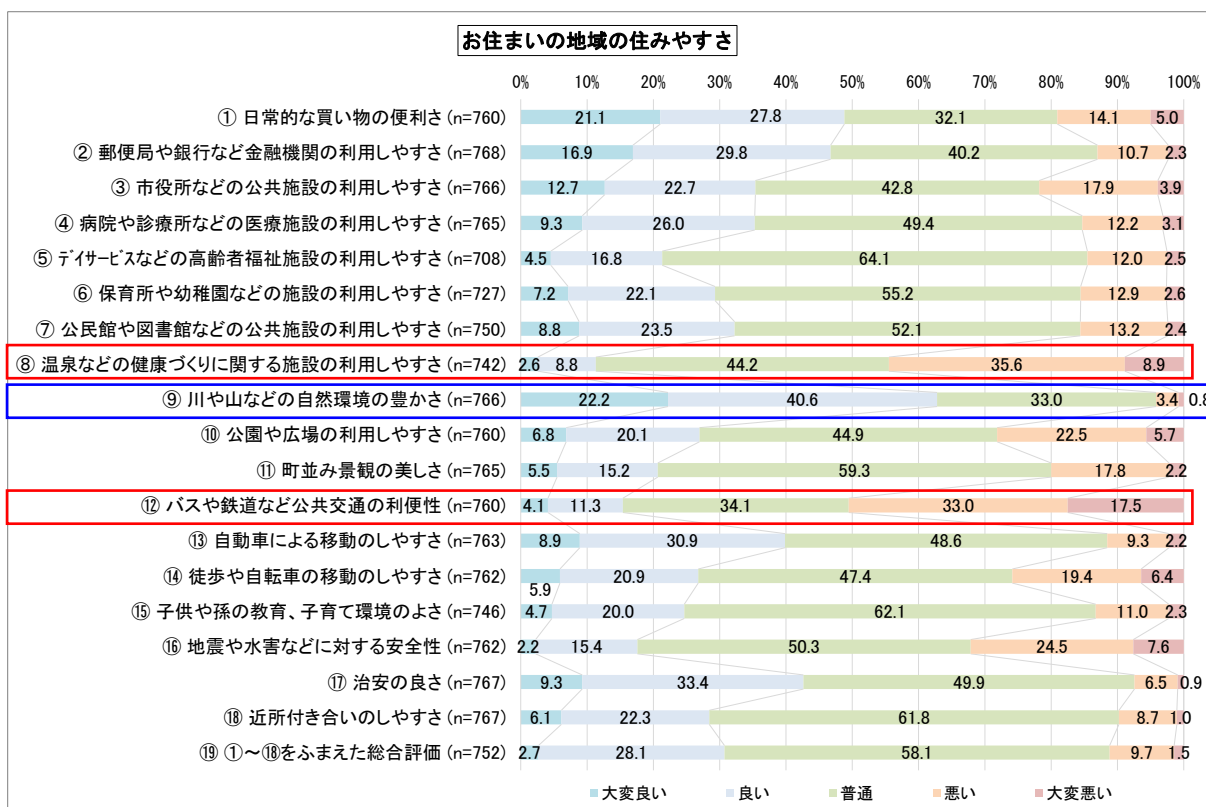 お住まいの地域の住みやすさ
0% 10% 20% 30% 40% 50% 60% 70% 80% 90% 100%
① 日常的な買い物の便利さ (n=760) 21.1 27.8 32.1 14.1 5.0
② 郵便局や銀行など金融機関の利用しやすさ (n=768) 16.9 29.8 40.2 10.7 2.3
③ 市役所などの公共施設の利用しやすさ (n=766) 12.7 22.7 42.8 17.9 3.9
④ 病院や診療所などの医療施設の利用しやすさ (n=765) 9.3 26.0 49.4 12.2 3.1
⑤ ﾃﾞｲｻｰﾋﾞｽなどの高齢者福祉施設の利用しやすさ (n=708) 4.5 16.8 64.1 12.0 2.5
⑥ 保育所や幼稚園などの施設の利用しやすさ (n=727) 7.2 22.1 55.2 12.9 2.6
⑦ 公民館や図書館などの公共施設の利用しやすさ (n=750) 8.8 23.5 52.1 13.2 2.4
⑧ 温泉などの健康づくりに関する施設の利用しやすさ (n=742) 2.6 8.8 44.2 35.6 8.9
⑨ 川や山などの自然環境の豊かさ (n=766) 22.2 40.6 33.0 3.4 0.8
⑩ 公園や広場の利用しやすさ (n=760) 6.8 20.1 44.9 22.5 5.7
⑪ 町並み景観の美しさ (n=765) 5.5 15.2 59.3 17.8 2.2
⑫ バスや鉄道など公共交通の利便性 (n=760) 4.1 11.3 34.1 33.0 17.5
⑬ 自動車による移動のしやすさ (n=763) 8.9 30.9 48.6 9.3 2.2
⑭ 徒歩や自転車の移動のしやすさ (n=762) 5.9 20.9 47.4 19.4 6.4
⑮ 子供や孫の教育、子育て環境のよさ (n=746) 4.7 20.0 62.1 11.0 2.3
⑯ 地震や水害などに対する安全性 (n=762) 2.2 15.4 50.3 24.5 7.6
⑰ 治安の良さ (n=767) 9.3 33.4 49.9 6.5 0.9
⑱ 近所付き合いのしやすさ (n=767) 6.1 22.3 61.8 8.7 1.0
⑲ ①～⑱をふまえた総合評価 (n=752) 2.7 28.1 58.1 9.7 1.5
大変良い 良い 普通 悪い 大変悪い